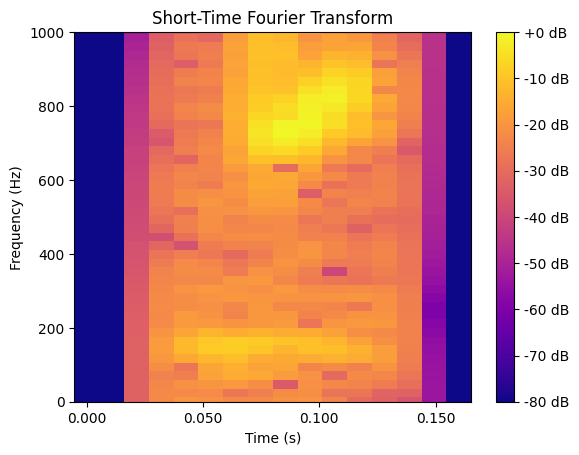 Short-Time Fourier Transform
Frequency (Hz)
1000
800
600
400
200
0
0.000
0.050
0.100
0.150
Time (s)
+0 dB
-10 dB
-20 dB
-30 dB
-40 dB
-50 dB
-60 dB
-70 dB
-80 dB